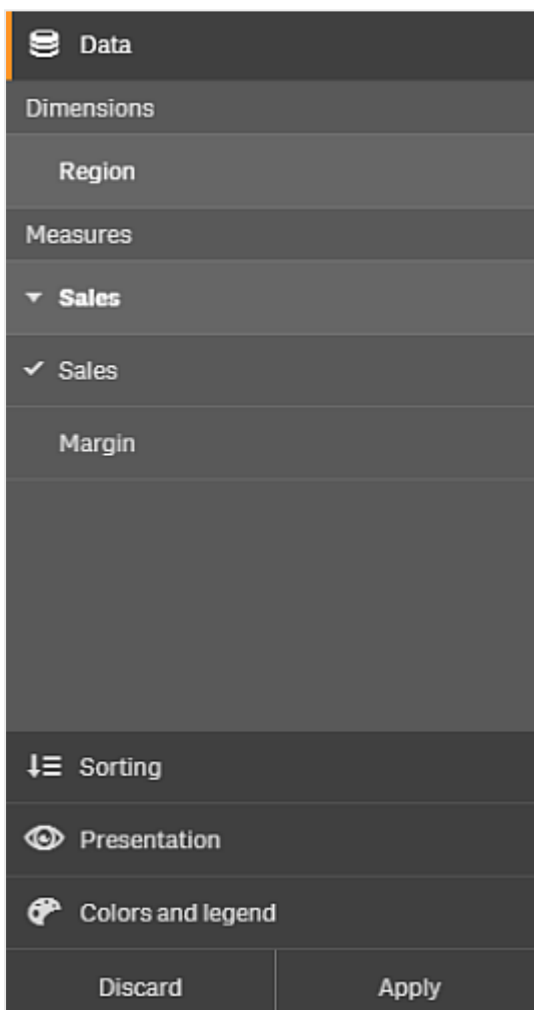 Data
Dimensions
Region
Measures
Sales
Sales
Margin
Sorting
Presentation
Colors and legend
Discard
Apply